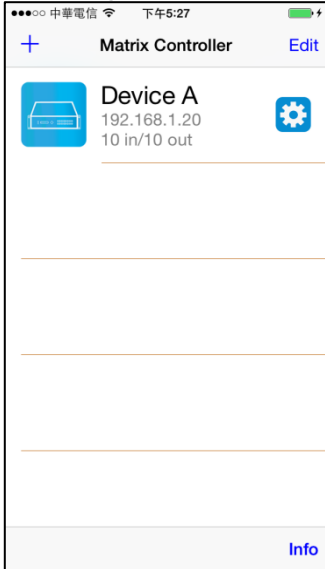 中華電信 下午5:27
+ Matrix Controller Edit
Device A
192.168.1.20
10 in/10 out
Info